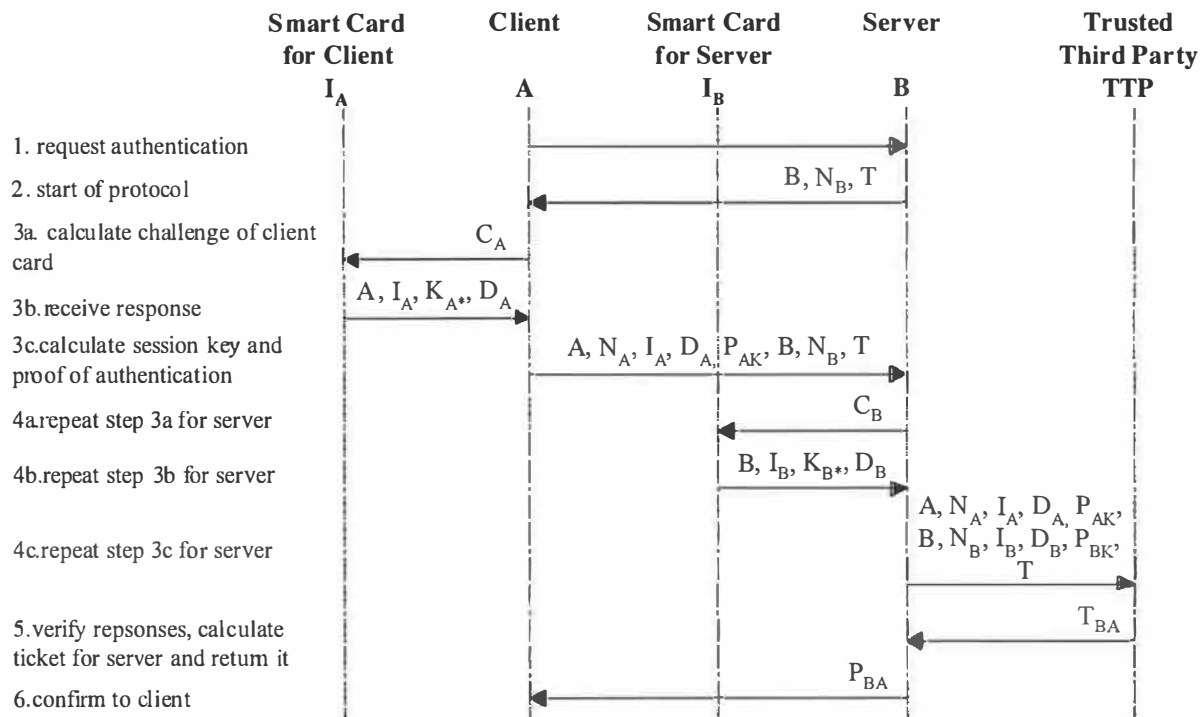 Smart Card for Client I_A
Client A
Smart Card for Server I_B
Server B
Trusted Third Party TTP
1. request authentication
2. start of protocol
B, N_B, T
3a. calculate challenge of client card
C_A
3b.receive response
A, I_A, K_A*, D_A
3c.calculate session key and proof of authentication
A, N_A, I_A, D_A, P_AK, B, N_B, T
4a.repeat step 3a for server
C_B
4b.repeat step 3b for server
B, I_B, K_B*, D_B
4c.repeat step 3c for server
A, N_A, I_A, D_A, P_AK,
B, N_B, I_B, D_B, P_BK,
T
5.verify repsonses, calculate ticket for server and return it
T_BA
6.confirm to client
P_BA